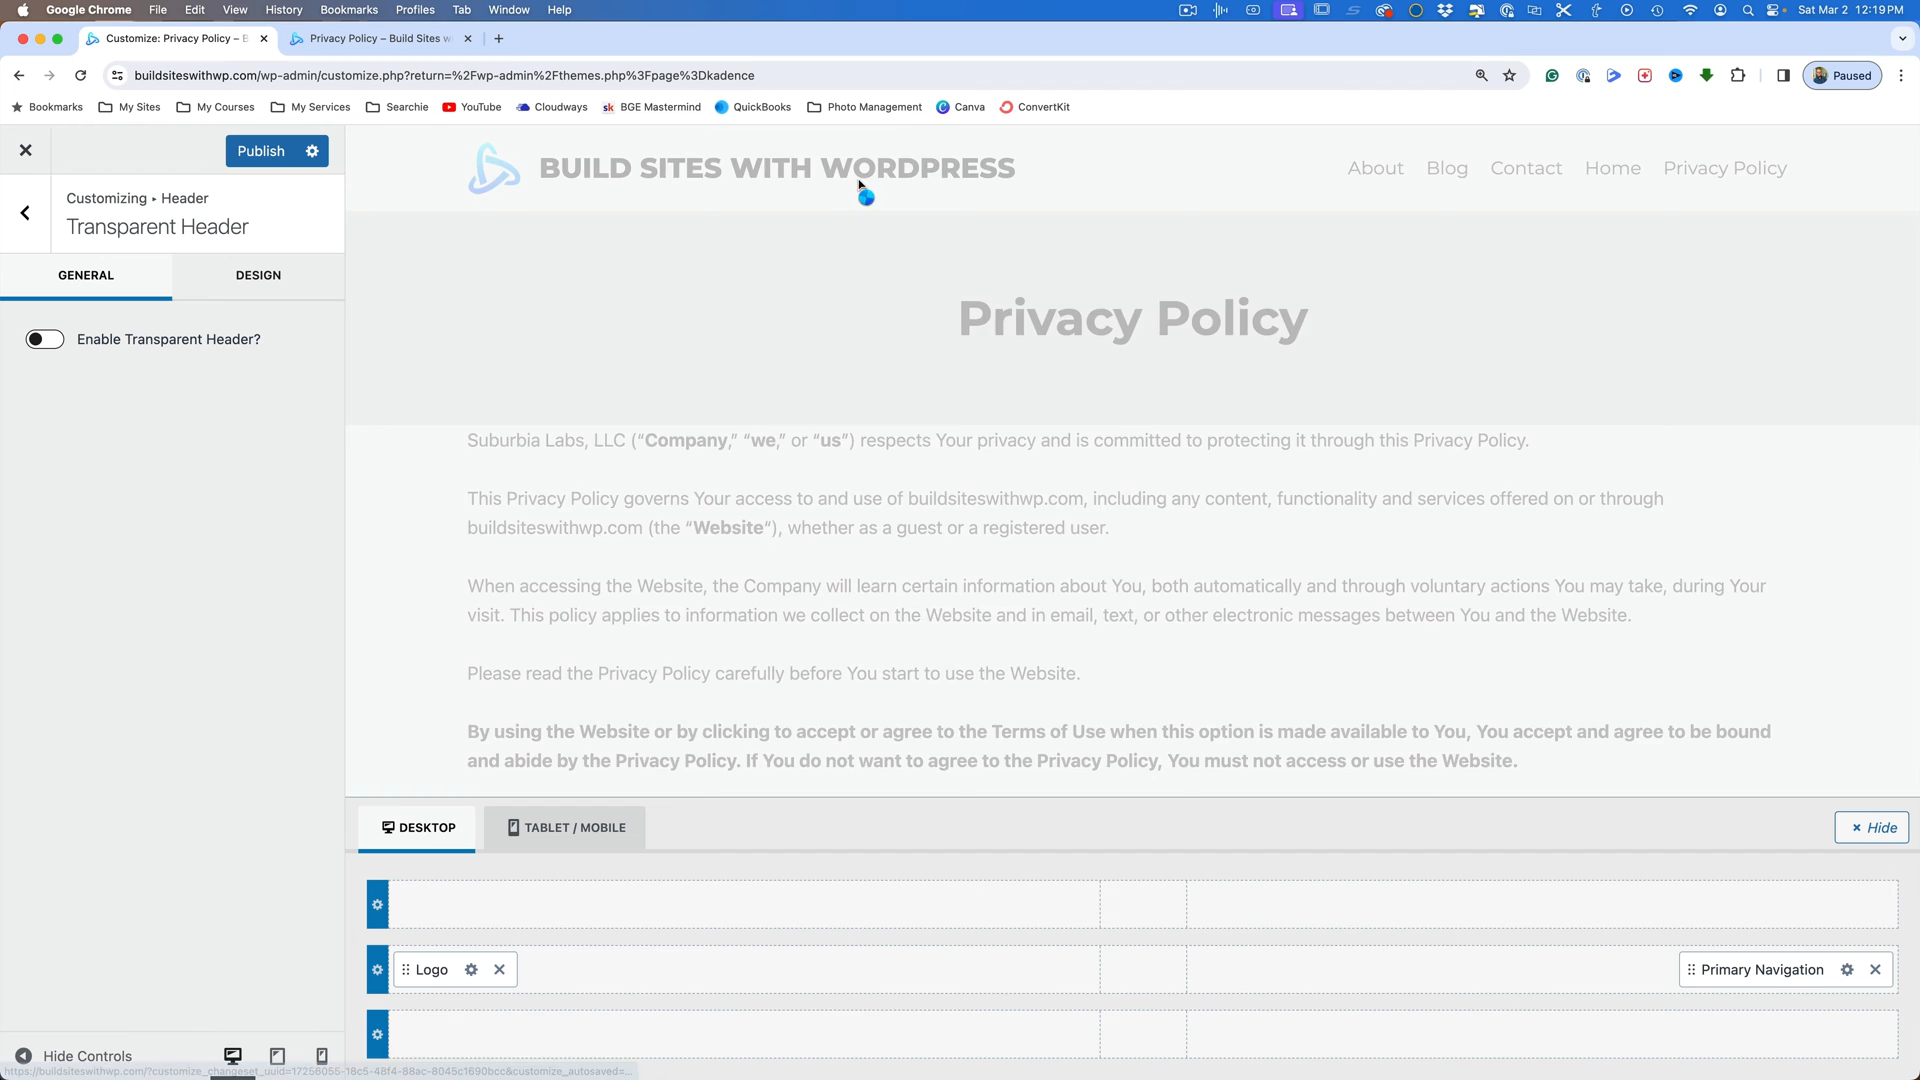 Google Chrome File Edit View History Bookmarks Profiles Tab Window Help
Sat Mar 2 12:19 PM
Customize: Privacy Policy – B
Privacy Policy – Build Sites w
buildsiteswithwp.com/wp-admin/customize.php?return=%2Fwp-admin%2Fthemes.php%3Fpage%3Dkadence
Paused
Bookmarks My Sites My Courses My Services Searchie YouTube Cloudways sk BGE Mastermind QuickBooks Photo Management Canva ConvertKit
Publish
Customizing ▸ Header
Transparent Header
GENERAL DESIGN
Enable Transparent Header?
BUILD SITES WITH WORDPRESS
About Blog Contact Home Privacy Policy
Privacy Policy
Suburbia Labs, LLC (“Company,” “we,” or “us”) respects Your privacy and is committed to protecting it through this Privacy Policy.
This Privacy Policy governs Your access to and use of buildsiteswithwp.com, including any content, functionality and services offered on or through
buildsiteswithwp.com (the “Website“), whether as a guest or a registered user.
When accessing the Website, the Company will learn certain information about You, both automatically and through voluntary actions You may take, during Your
visit. This policy applies to information we collect on the Website and in email, text, or other electronic messages between You and the Website.
Please read the Privacy Policy carefully before You start to use the Website.
By using the Website or by clicking to accept or agree to the Terms of Use when this option is made available to You, You accept and agree to be bound
and abide by the Privacy Policy. If You do not want to agree to the Privacy Policy, You must not access or use the Website.
DESKTOP TABLET / MOBILE
× Hide
Logo
Primary Navigation
Hide Controls
https://buildsiteswithwp.com/?customize_changeset_uuid=17256055-18c5-48f4-88ac-8045c1690bcc&customize_autosaved=...